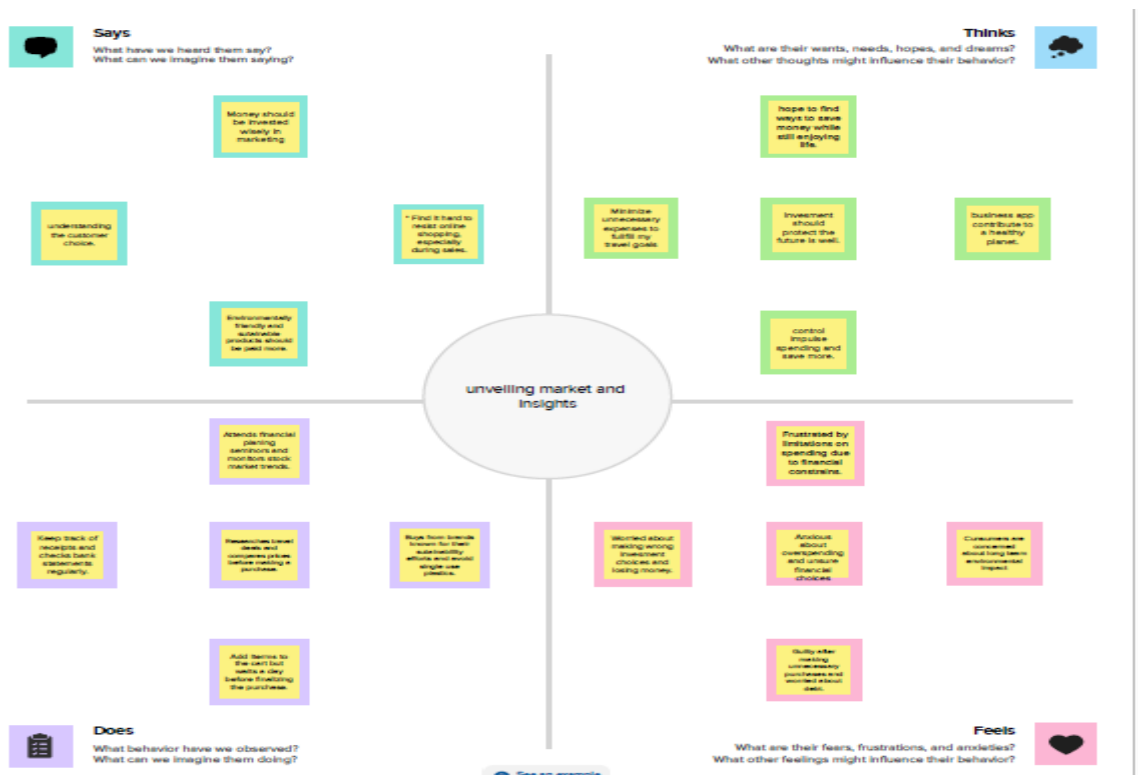 Says
What have we heard them say?
What can we imagine them saying?
Money should
be invested
wisely in
marketing
understanding
the customer
choice.
" Find it hard to
resist online
shopping,
especially
during sales.
Environmentally
friendly and
sutainable
products should
be paid more.
Thinks
What are their wants, needs, hopes, and dreams?
What other thoughts might influence their behavior?
hope to find
ways to save
money while
still enjoying
life.
Minimize
unnecessary
expenses to
fullfill my
travel goals
Invesment
should
protect the
future is well.
business app
contribute to
a healthy
planet.
control
impulse
spending and
save more.
unveiling market and
insights
Attends financial
planing
seminors and
monitors stock
market trends.
Keep track of
receipts and
checks bank
statements
regularly.
Researches travel
deals and
compares prices
before making a
purchase.
Buys from brands
known for their
sutainability
efforts and avoid
single use
plastics.
Add items to
the cart but
waits a day
before finalizing
the purchase.
Does
What behavior have we observed?
What can we imagine them doing?
Frustrated by
limitations on
spending due
to financial
constrains.
Worried about
making wrong
invesment
choices and
losing money.
Anxious
about
overspending
and unsure
financial
choices
Cunsumers are
concerned
about long term
environmental
impact
Guilty after
making
unnecessary
purchases and
worried about
debt.
Feels
What are their fears, frustrations, and anxieties?
What other feelings might influence their behavior?
See an example